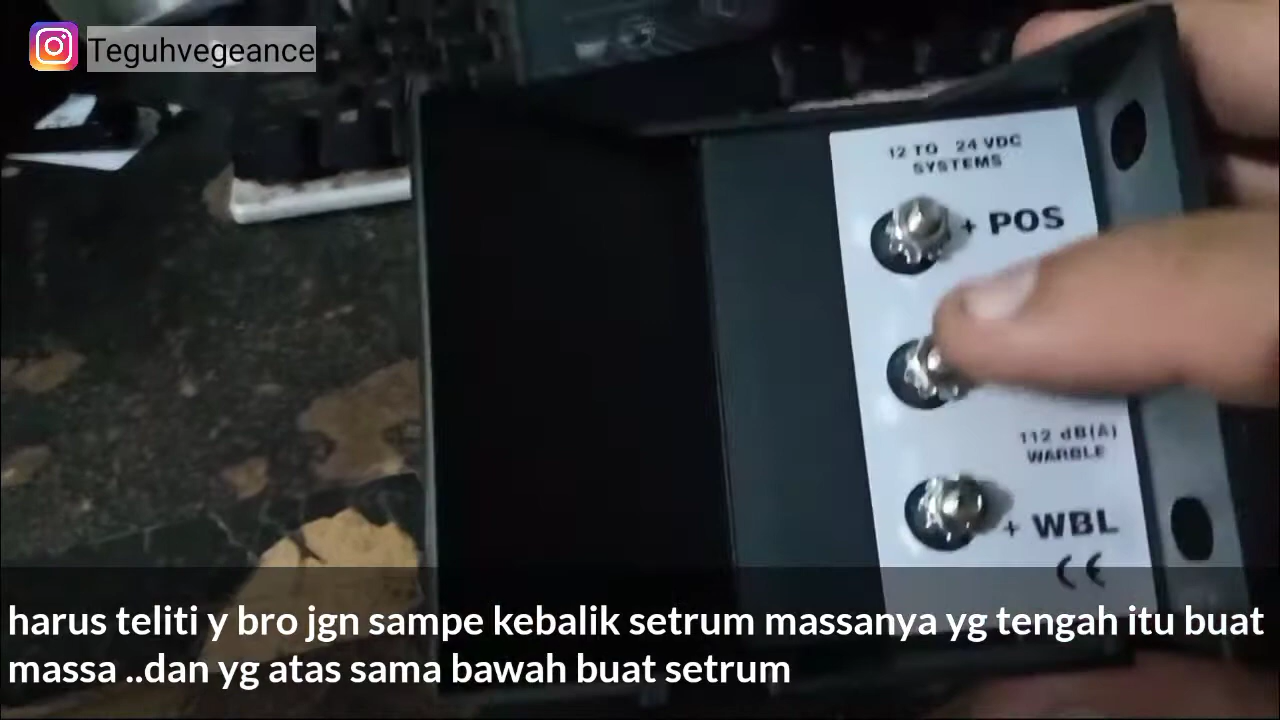 Teguhvegeance
12 TO 24 VDC
SYSTEMS
+ POS
112 dB(A)
WARBLE
+ WBL
CE
harus teliti y bro jgn sampe kebalik setrum massanya yg tengah itu buat
massa ..dan yg atas sama bawah buat setrum